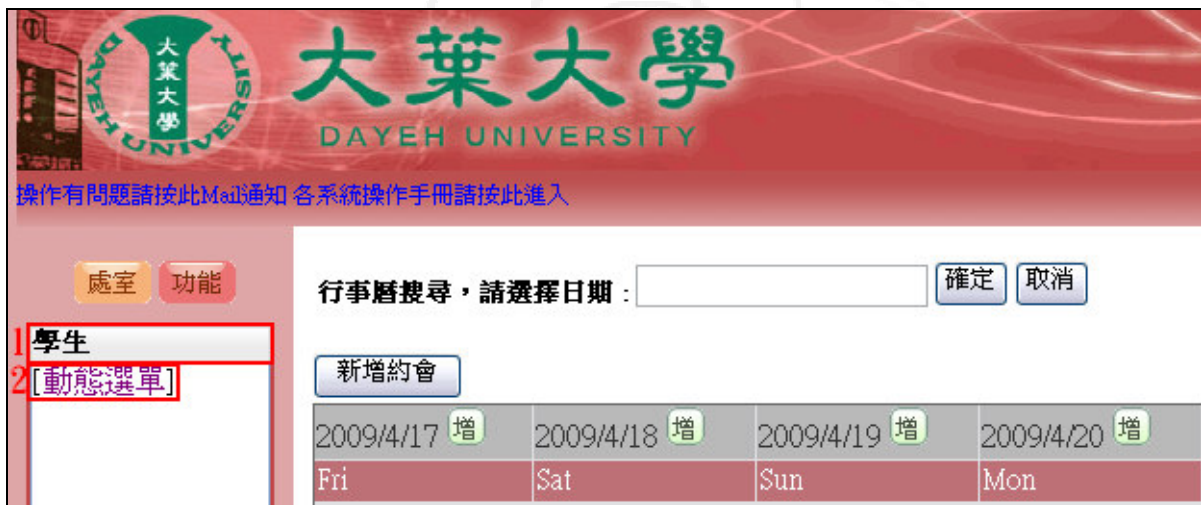 大葉大學
DAYEH UNIVERSITY
大葉大學
DAYEH UNIVERSITY
操作有問題請按此Mail通知 各系統操作手冊請按此進入
處室 功能
行事曆搜尋，請選擇日期 : 確定 取消
1 學生
2 [動態選單]
新增約會
2009/4/17 增 2009/4/18 增 2009/4/19 增 2009/4/20 增
Fri Sat Sun Mon